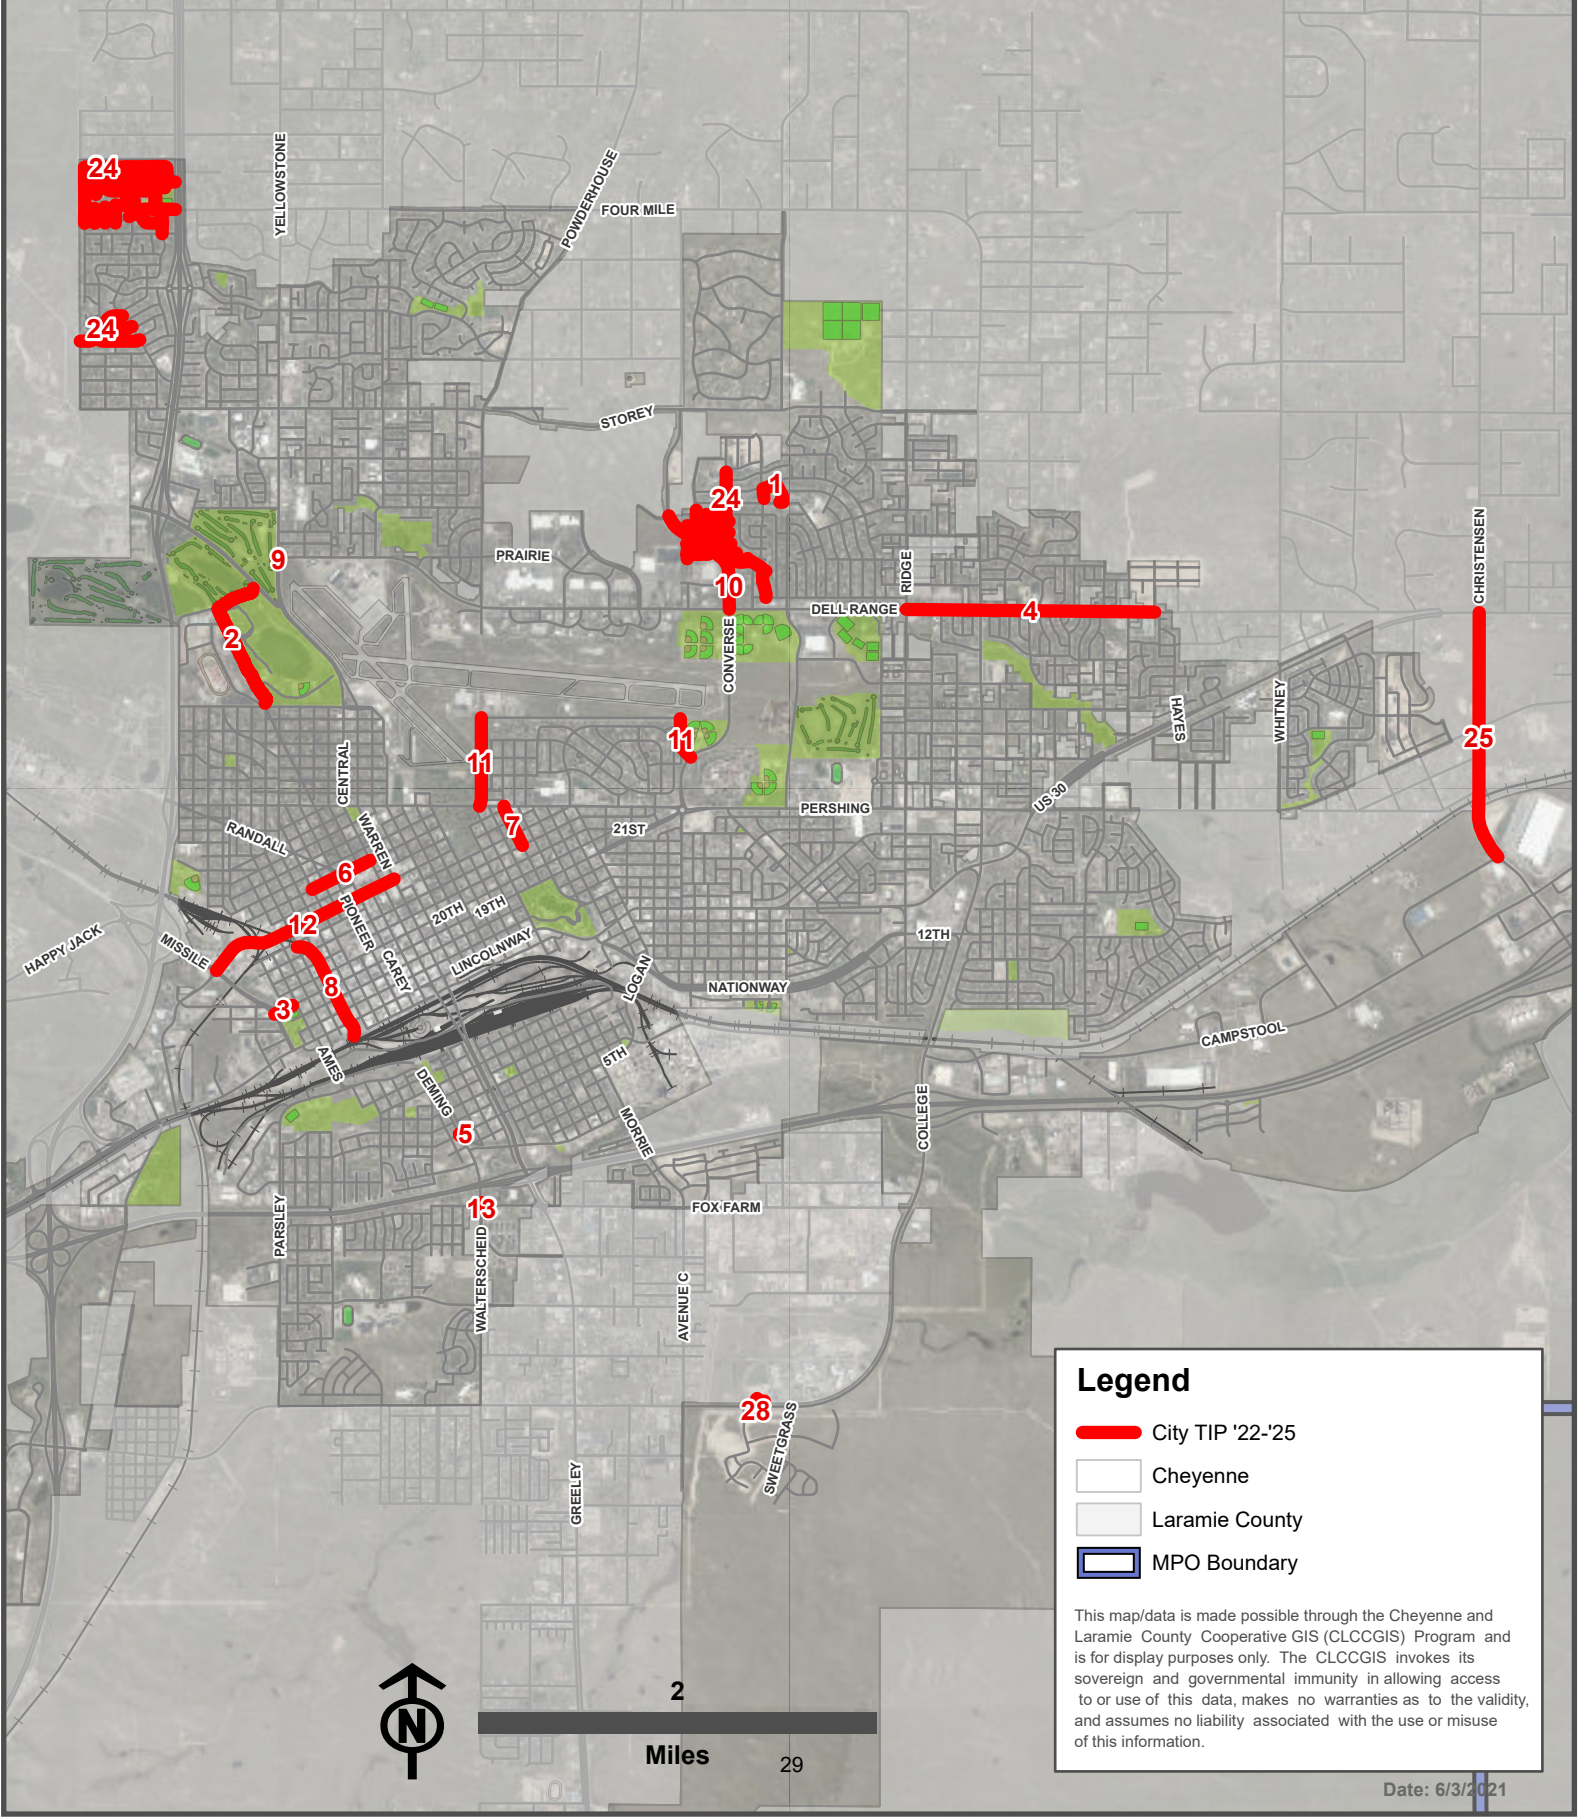 24
YELLOWSTONE
POWDERHOUSE
FOUR MILE
24
STOREY
24
1
CHRISTENSEN
9
PRAIRIE
RIDGE
10
DELL RANGE
4
2
CONVERSE
HAYES
WHITNEY
11
11
25
CENTRAL
US 30
PERSHING
7
21ST
WARREN
RANDALL
6
PIONEER
20TH
19TH
12
12TH
HAPPY JACK
MISSILE
CAREY
LINCOLNWAY
LOGAN
NATIONWAY
8
3
CAMPSTOOL
5TH
AMES
DEMING
COLLEGE
MORRIE
5
13
FOX FARM
PARSLEY
WALTERSCHEID
AVENUE C
28
SWEETGRASS
GREELEY
Legend
City TIP '22-'25
Cheyenne
Laramie County
MPO Boundary
This map/data is made possible through the Cheyenne and
Laramie County Cooperative GIS (CLCCGIS) Program and
is for display purposes only. The CLCCGIS invokes its
sovereign and governmental immunity in allowing access
to or use of this data, makes no warranties as to the validity,
and assumes no liability associated with the use or misuse
of this information.
N
2
Miles
29
Date: 6/3/2021